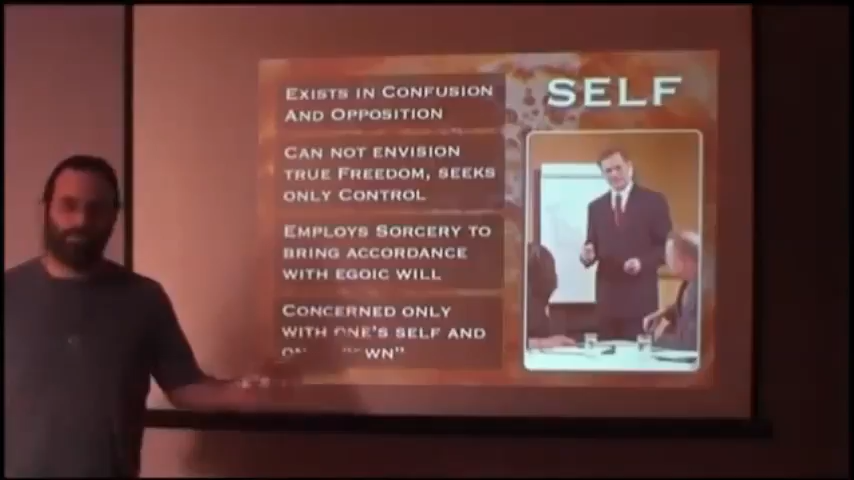 SELF
EXISTS IN CONFUSION
AND OPPOSITION
CAN NOT ENVISION
TRUE FREEDOM, SEEKS
ONLY CONTROL
EMPLOYS SORCERY TO
BRING ACCORDANCE
WITH EGOIC WILL
CONCERNED ONLY
WITH ONE'S SELF AND